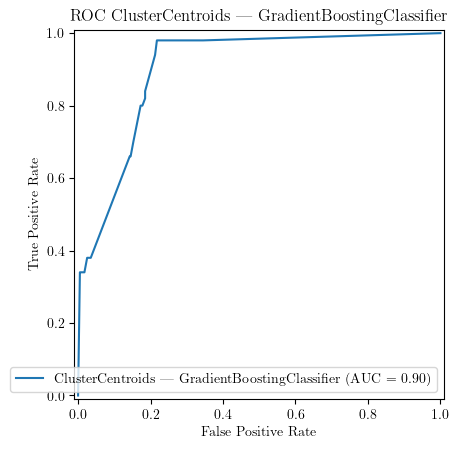 ROC ClusterCentroids — GradientBoostingClassifier
1.0
0.8
0.6
0.4
0.2
0.0
True Positive Rate
ClusterCentroids — GradientBoostingClassifier (AUC = 0.90)
0.0 0.2 0.4 0.6 0.8 1.0
False Positive Rate